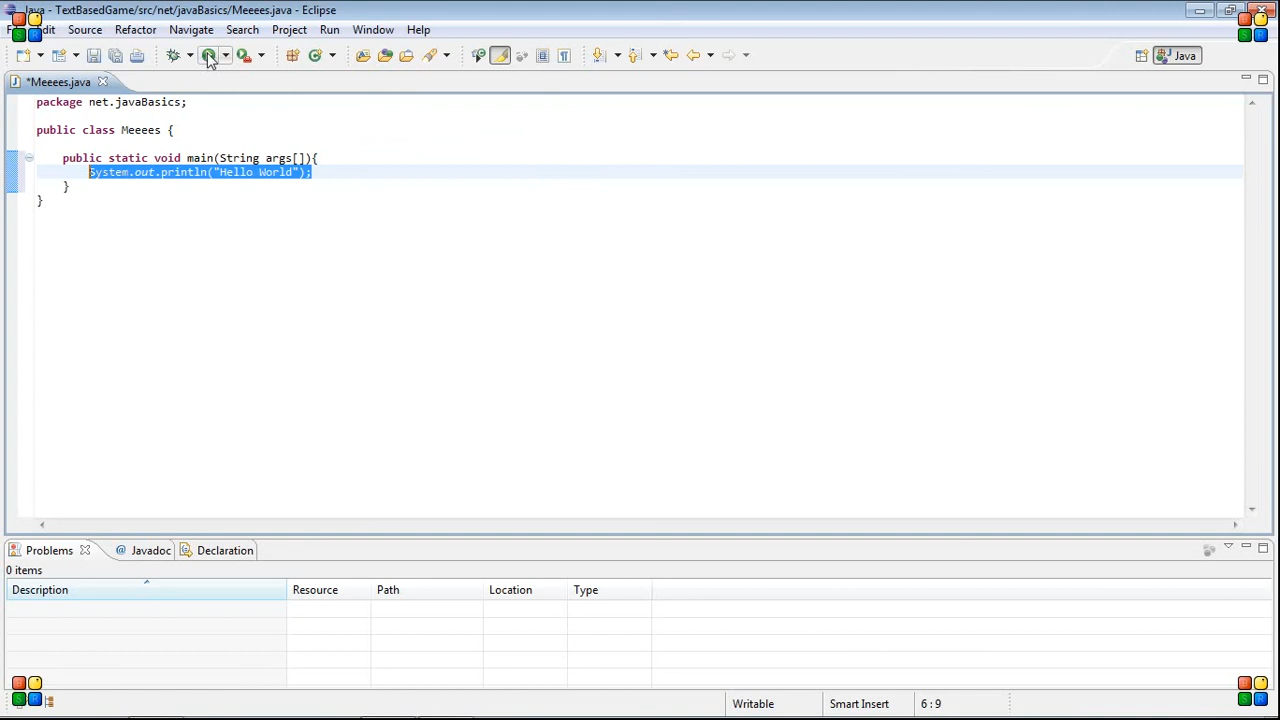 Java - TextBasedGame/src/net/javaBasics/Meeees.java - Eclipse
Source Refactor Navigate Search Project Run Window Help
Java
*Meeees.java
package net.javaBasics;
public class Meeees {
public static void main(String args[]){
System.out.println("Hello World");
}
}
Problems @ Javadoc Declaration
0 items
Description Resource Path Location Type
Writable Smart Insert 6 : 9